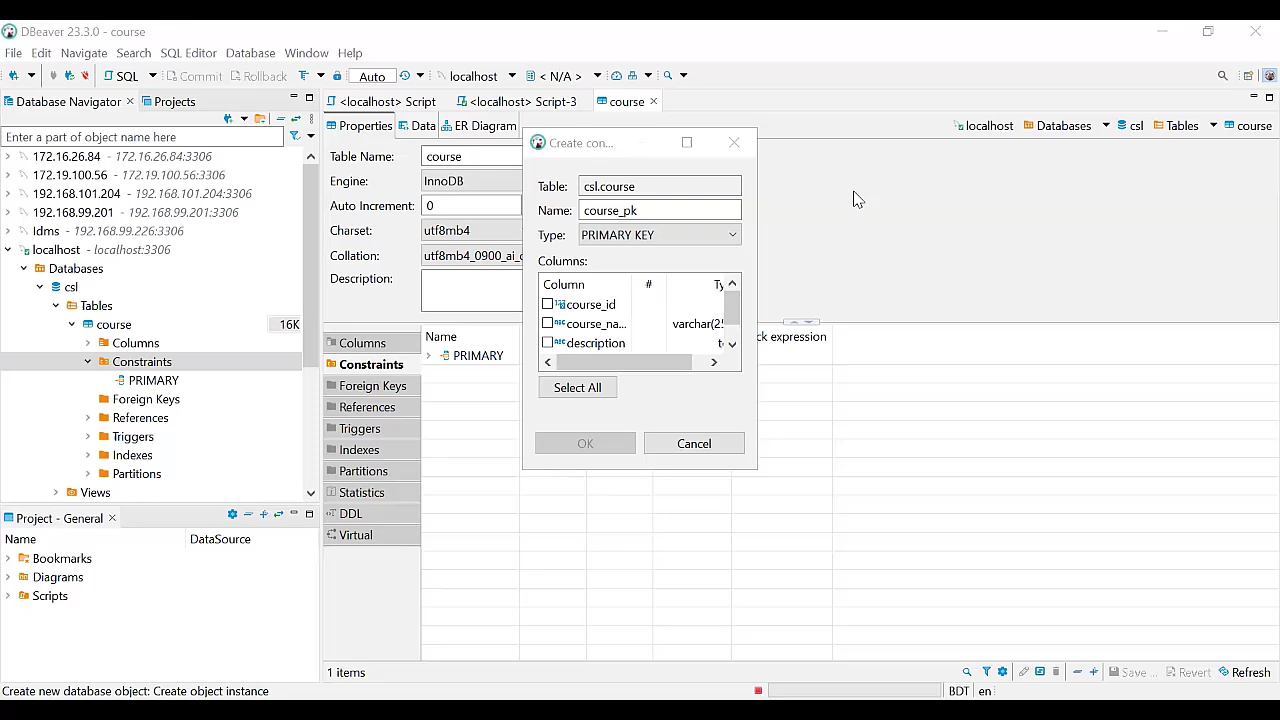 DBeaver 23.3.0 - course
File Edit Navigate Search SQL Editor Database Window Help
SQL Commit Rollback Auto localhost < N/A >
Database Navigator Projects
<localhost> Script <localhost> Script-3 course
Enter a part of object name here
172.16.26.84 - 172.16.26.84:3306
172.19.100.56 - 172.19.100.56:3306
192.168.101.204 - 192.168.101.204:3306
192.168.99.201 - 192.168.99.201:3306
ldms - 192.168.99.226:3306
localhost - localhost:3306
Databases
csl
Tables
course 16K
Columns
Constraints
PRIMARY
Foreign Keys
References
Triggers
Indexes
Partitions
Views
Project - General
Name DataSource
Bookmarks
Diagrams
Scripts
Properties Data ER Diagram
localhost Databases csl Tables course
Table Name: course
Engine: InnoDB
Auto Increment: 0
Charset: utf8mb4
Collation: utf8mb4_0900_ai_c
Description:
Columns
Constraints
Foreign Keys
References
Triggers
Indexes
Partitions
Statistics
DDL
Virtual
Name ck expression
PRIMARY
Create con...
Table: csl.course
Name: course_pk
Type: PRIMARY KEY
Columns:
Column # Ty
123 course_id
ABC course_na... varchar(25
ABC description t
Select All
OK Cancel
1 items
Save ... Revert Refresh
Create new database object: Create object instance
BDT en